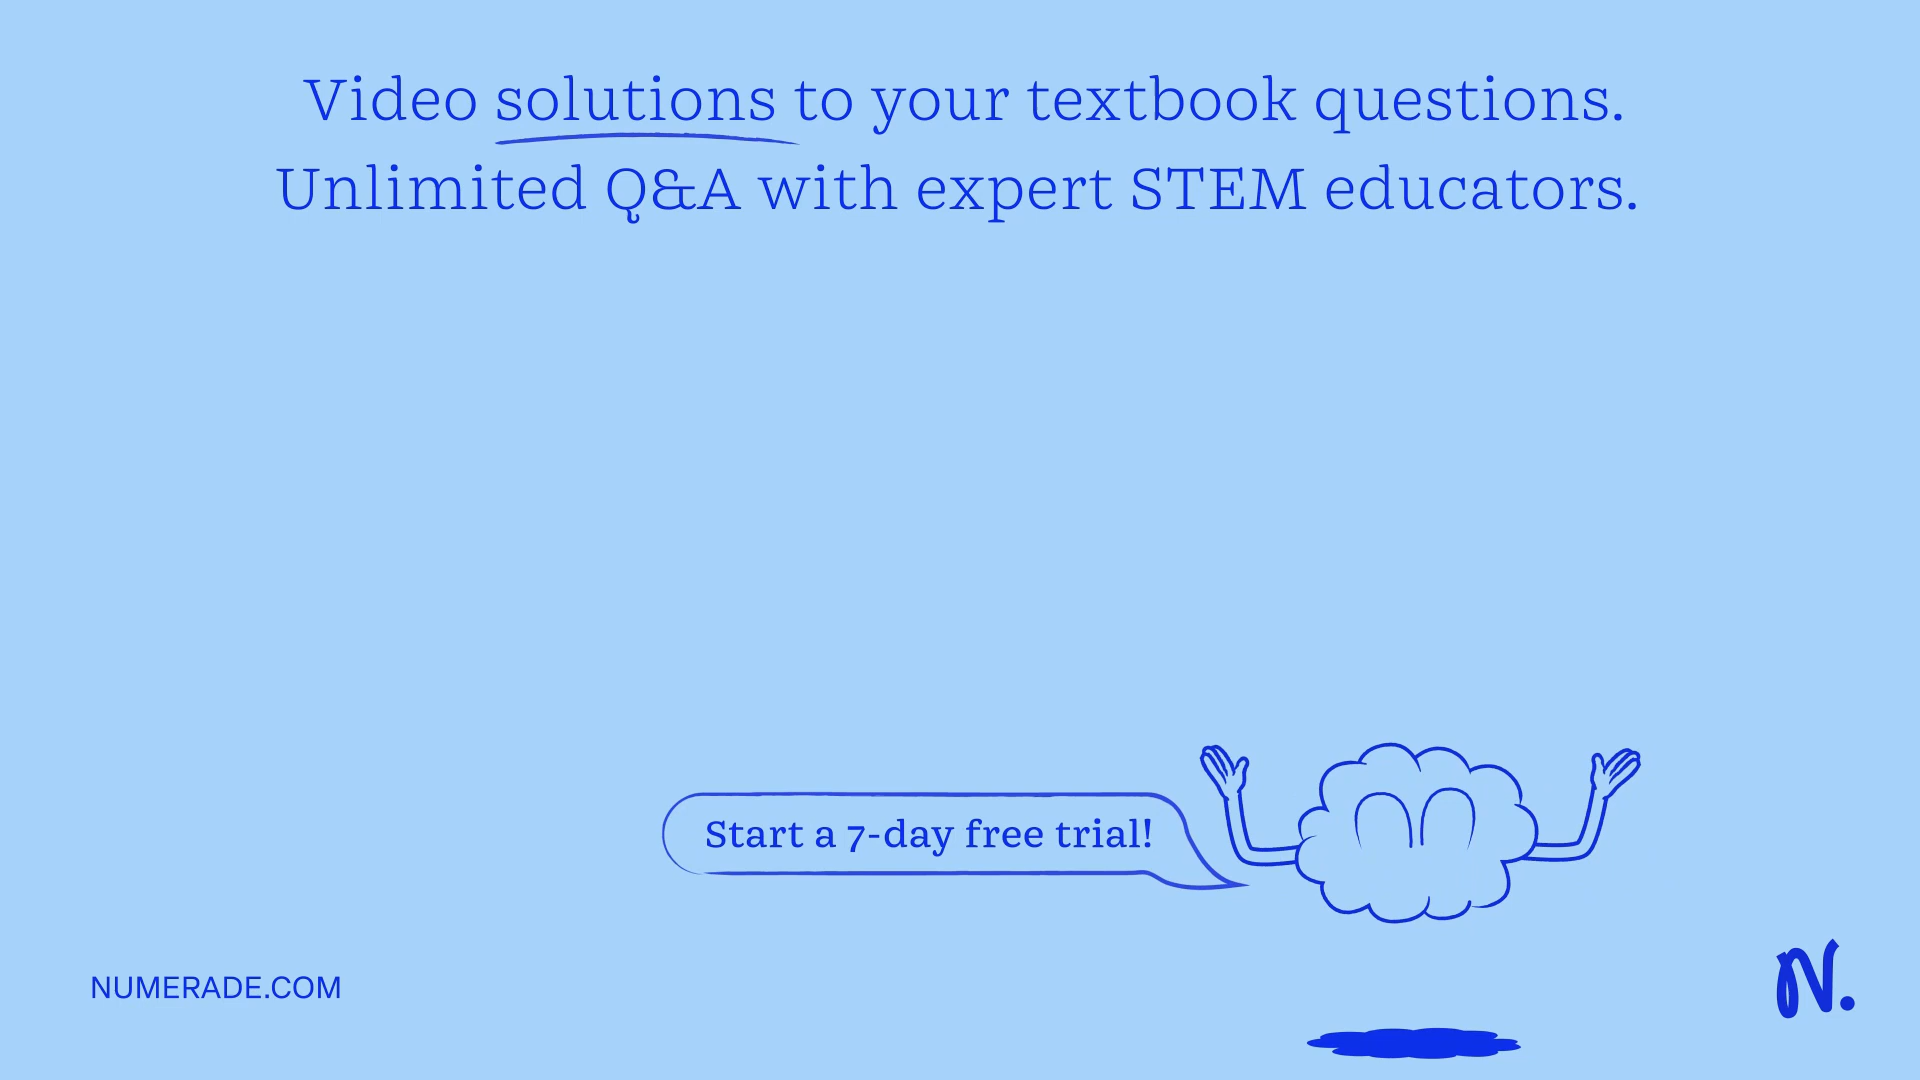 Video solutions to your textbook questions.
Unlimited Q&A with expert STEM educators.
Start a 7-day free trial!
NUMERADE.COM
N.